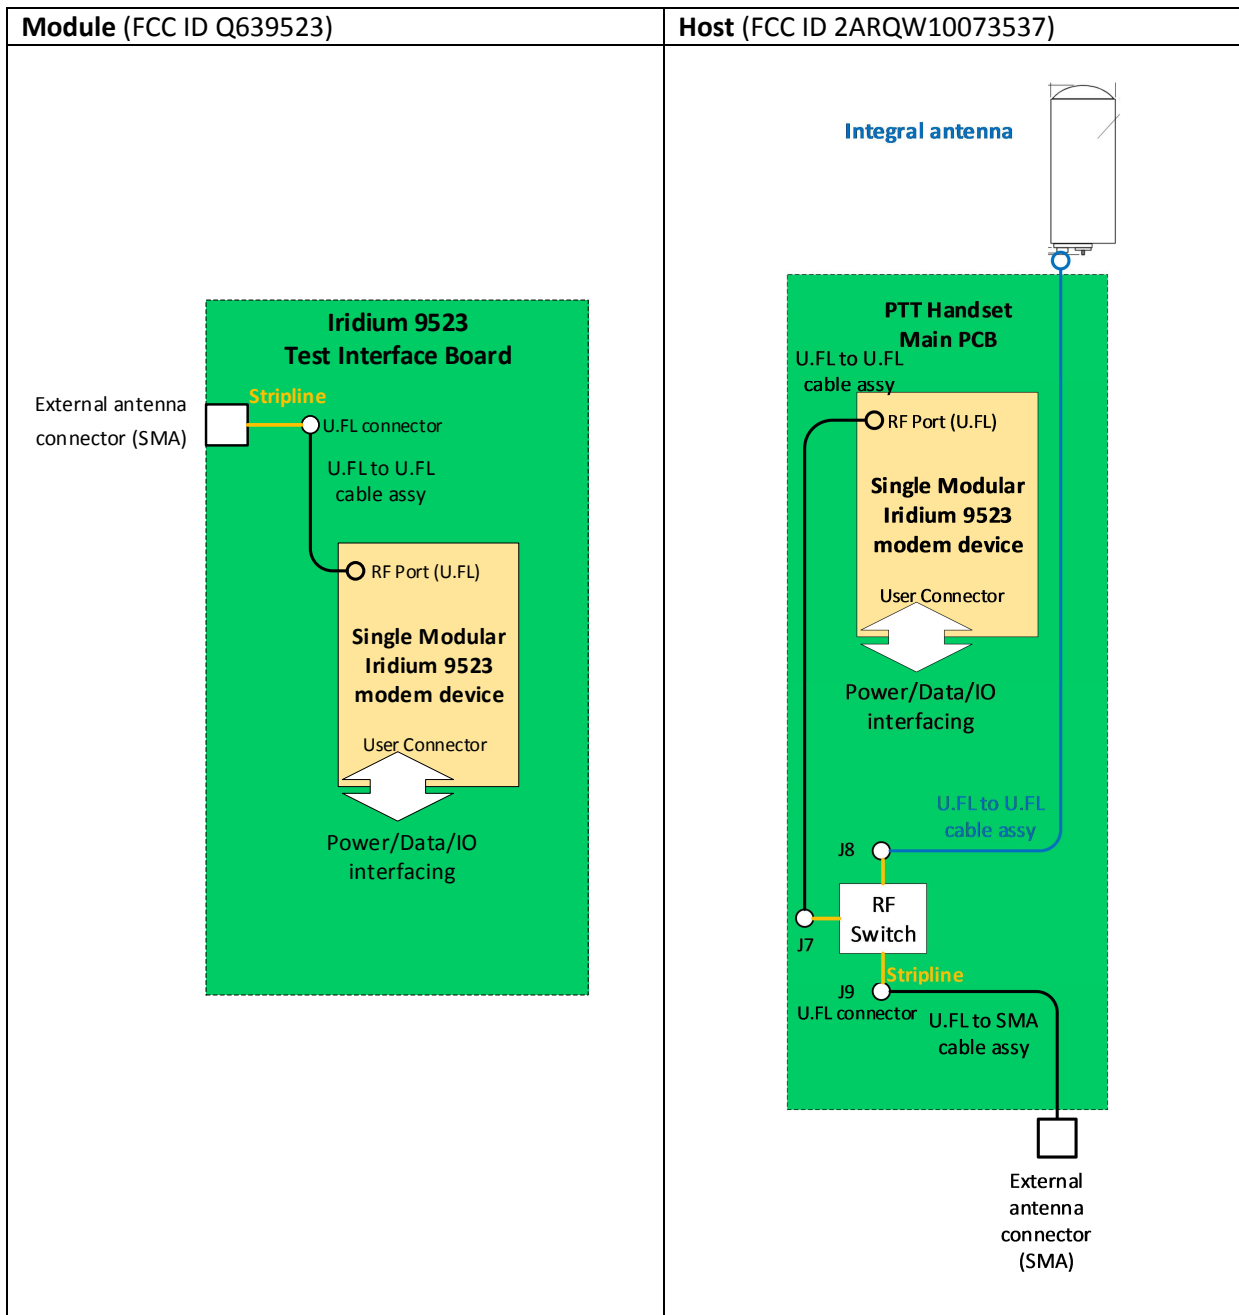 Module (FCC ID Q639523)
Iridium 9523
Test Interface Board
Stripline
External antenna
connector (SMA)
U.FL connector
U.FL to U.FL
cable assy
RF Port (U.FL)
Single Modular
Iridium 9523
modem device
User Connector
Power/Data/IO
interfacing
Host (FCC ID 2ARQW10073537)
Integral antenna
PTT Handset
Main PCB
U.FL to U.FL
cable assy
RF Port (U.FL)
Single Modular
Iridium 9523
modem device
User Connector
Power/Data/IO
interfacing
U.FL to U.FL
cable assy
J8
RF
Switch
J7
Stripline
J9
U.FL connector
U.FL to SMA
cable assy
External
antenna
connector
(SMA)